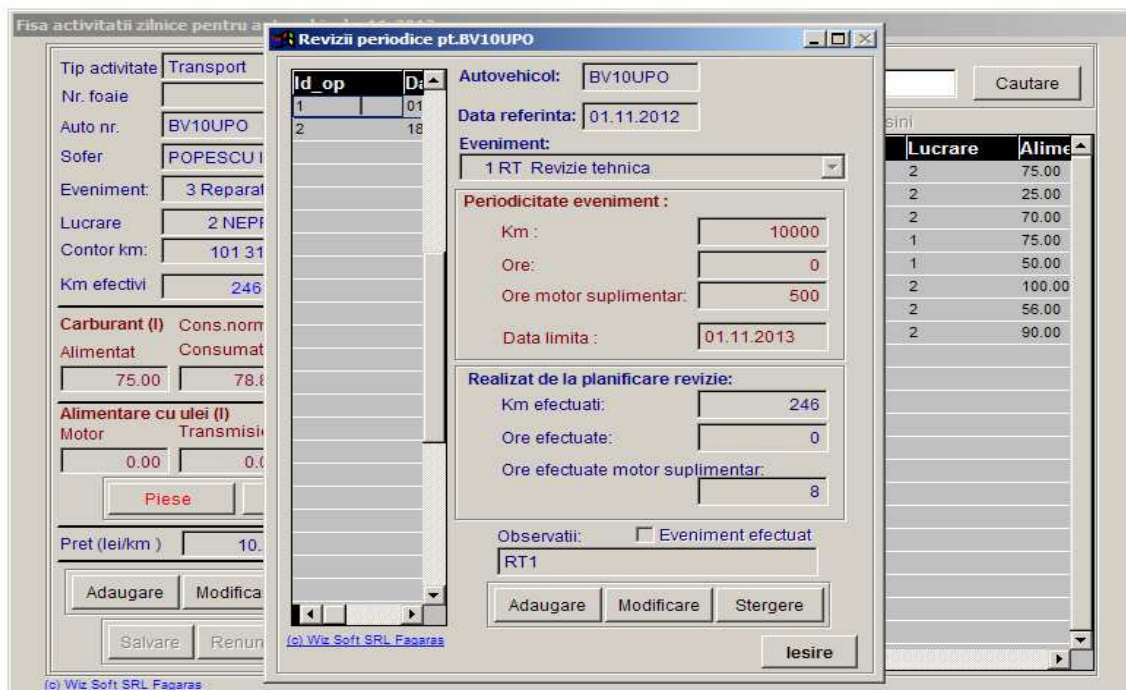 Fisa activitatii zilnice pentru
Tip activitate Transport
Nr. foaie
Auto nr. BV10UPO
Sofer POPESCU I
Eveniment: 3 Reparat
Lucrare 2 NEPR
Contor km: 101 31
Km efectivi 246
Carburant (l) Cons.norm
Alimentat Consumat
75.00 78.8
Alimentare cu ulei (l)
Motor Transmisie
0.00 0.0
Piese
Pret (lei/km ) 10.
Adaugare Modifica
Salvare Renun
(c) Wiz Soft SRL Fagaras
Revizii periodice pt.BV10UPO
Id_op Da
1 01
2 18
(c) Wiz Soft SRL Fagaras
Autovehicol: BV10UPO
Data referinta: 01.11.2012
Eveniment:
1 RT Revizie tehnica
Periodicitate eveniment :
Km : 10000
Ore: 0
Ore motor suplimentar: 500
Data limita : 01.11.2013
Realizat de la planificare revizie:
Km efectuati: 246
Ore efectuate: 0
Ore efectuate motor suplimentar:
8
Observatii: Eveniment efectuat
RT1
Adaugare Modificare Stergere
Iesire
Cautare
sini
Lucrare Alime
2 75.00
2 25.00
2 70.00
1 75.00
1 50.00
2 100.00
2 56.00
2 90.00